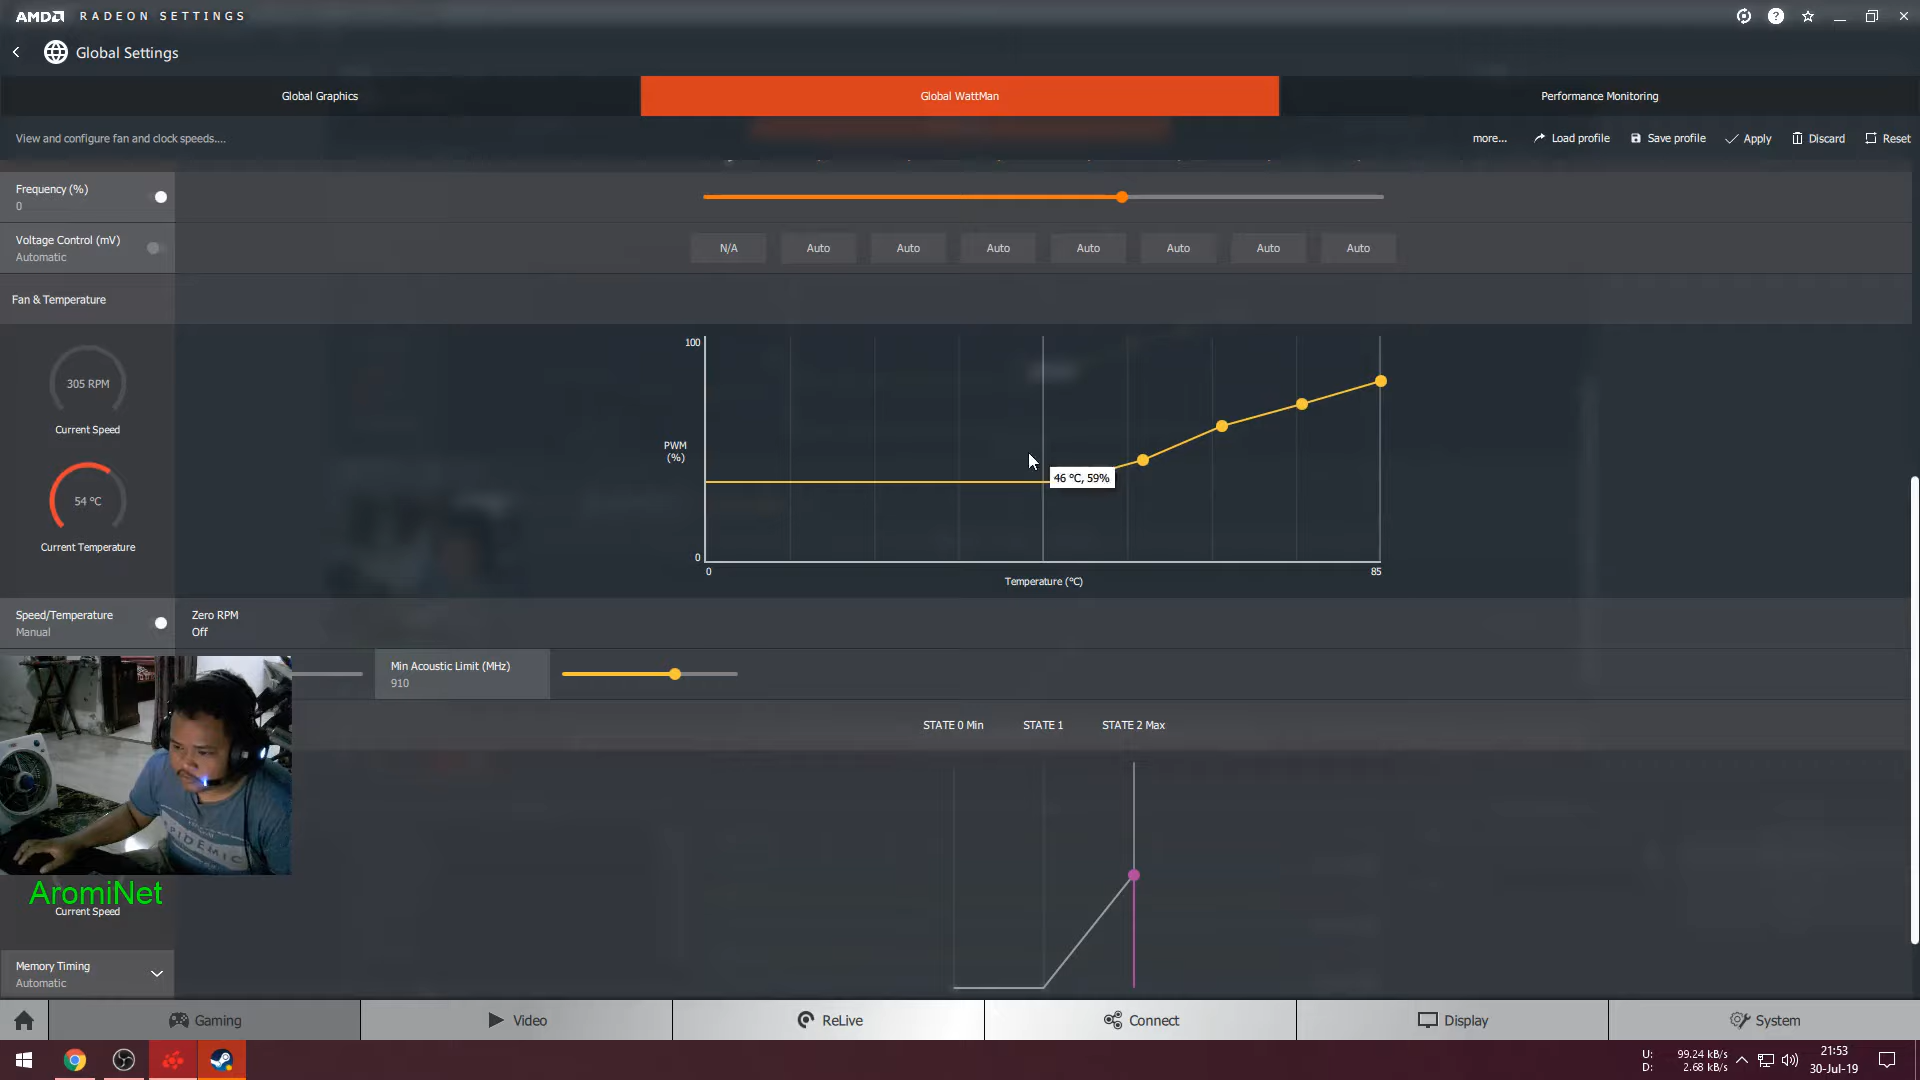 AMD RADEON SETTINGS
Global Settings
Global Graphics
Global WattMan
Performance Monitoring
View and configure fan and clock speeds....
more...
Load profile
Save profile
Apply
Discard
Reset
Frequency (%)
0
Voltage Control (mV)
Automatic
N/A
Auto
Auto
Auto
Auto
Auto
Auto
Auto
Fan & Temperature
305 RPM
Current Speed
54 °C
Current Temperature
100
PWM
(%)
0
46 °C, 59%
0
85
Temperature (°C)
Speed/Temperature
Manual
Zero RPM
Off
Min Acoustic Limit (MHz)
910
STATE 0 Min
STATE 1
STATE 2 Max
EPIDEMIC
AromiNet
Current Speed
Memory Timing
Automatic
Gaming
Video
ReLive
Connect
Display
System
U: 99.24 kB/s
D: 2.68 kB/s
21:53
30-Jul-19